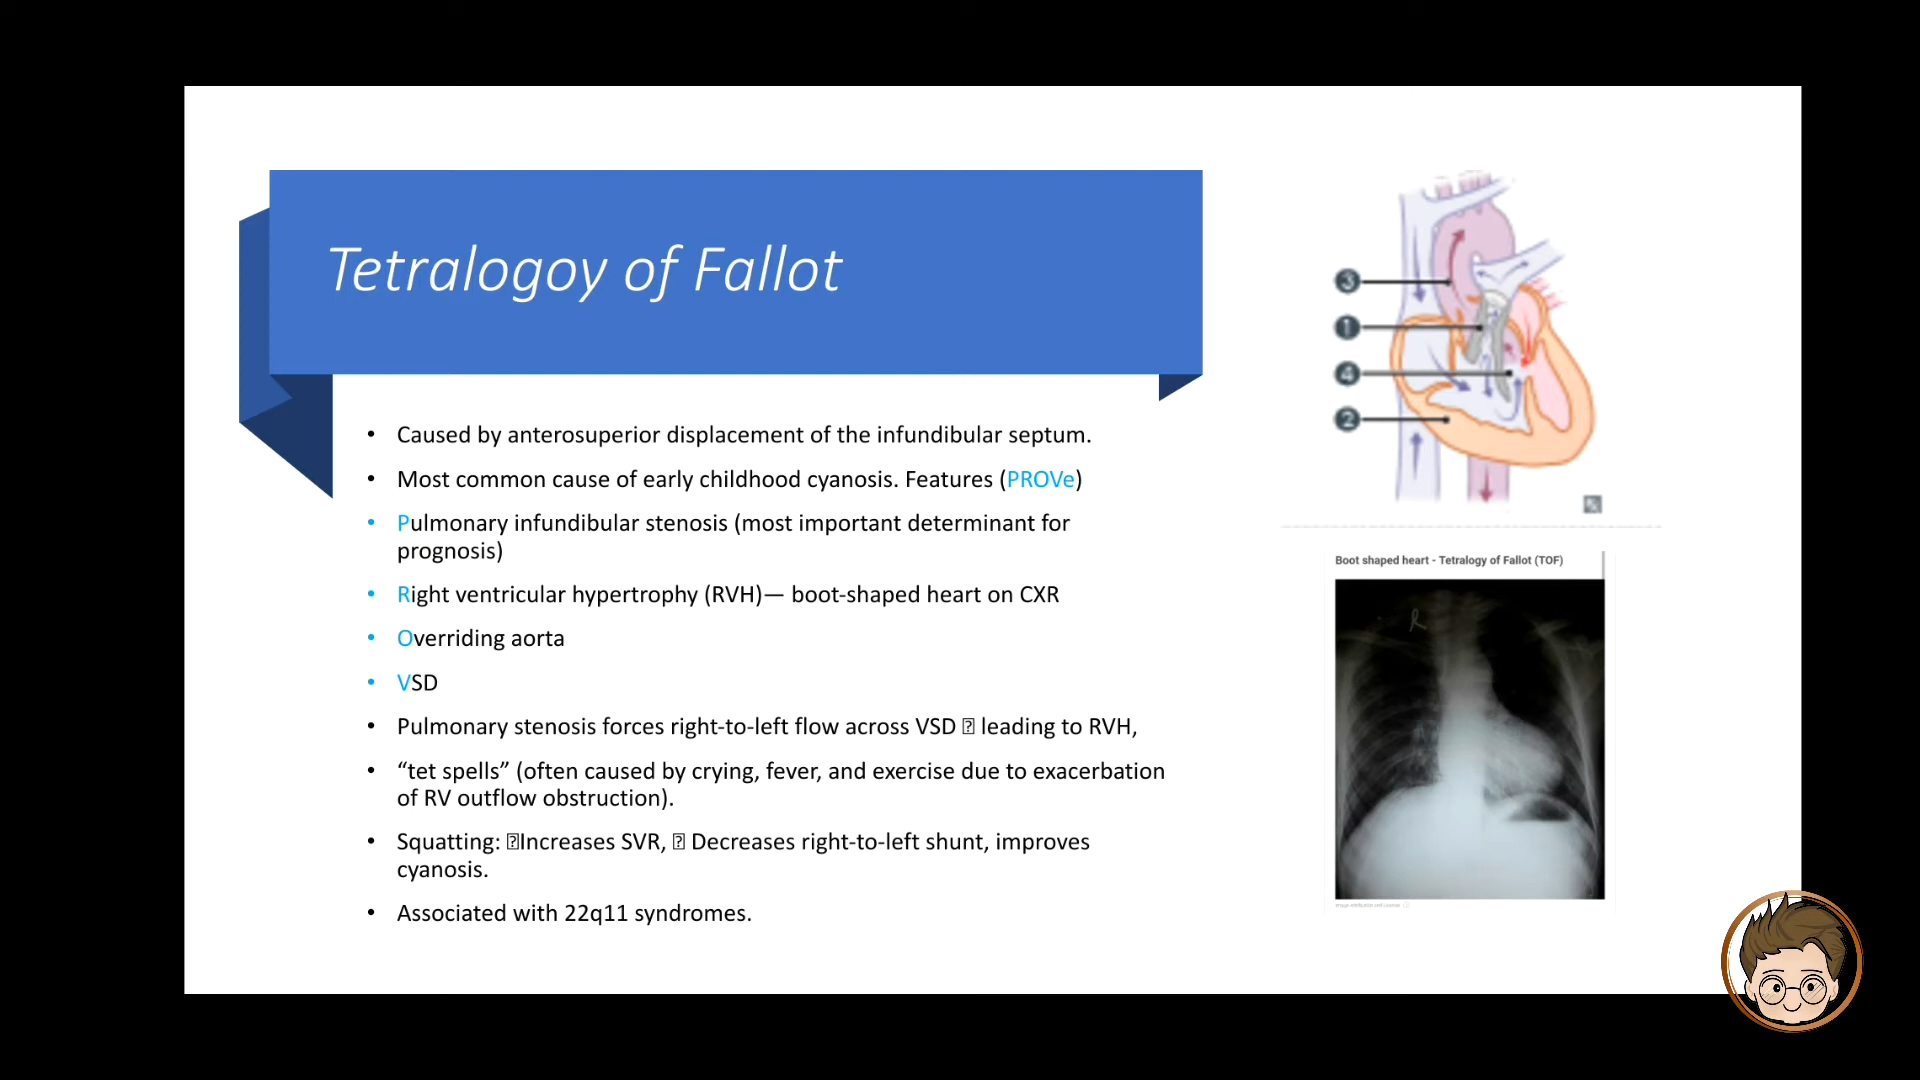 Tetralogoy of Fallot
• Caused by anterosuperior displacement of the infundibular septum.
• Most common cause of early childhood cyanosis. Features (PROVe)
• Pulmonary infundibular stenosis (most important determinant for
prognosis)
• Right ventricular hypertrophy (RVH)— boot-shaped heart on CXR
• Overriding aorta
• VSD
• Pulmonary stenosis forces right-to-left flow across VSD 🡪 leading to RVH,
• “tet spells” (often caused by crying, fever, and exercise due to exacerbation
of RV outflow obstruction).
• Squatting: Increases SVR, Decreases right-to-left shunt, improves
cyanosis.
• Associated with 22q11 syndromes.
3
1
4
2
Boot shaped heart - Tetralogy of Fallot (TOF)
R